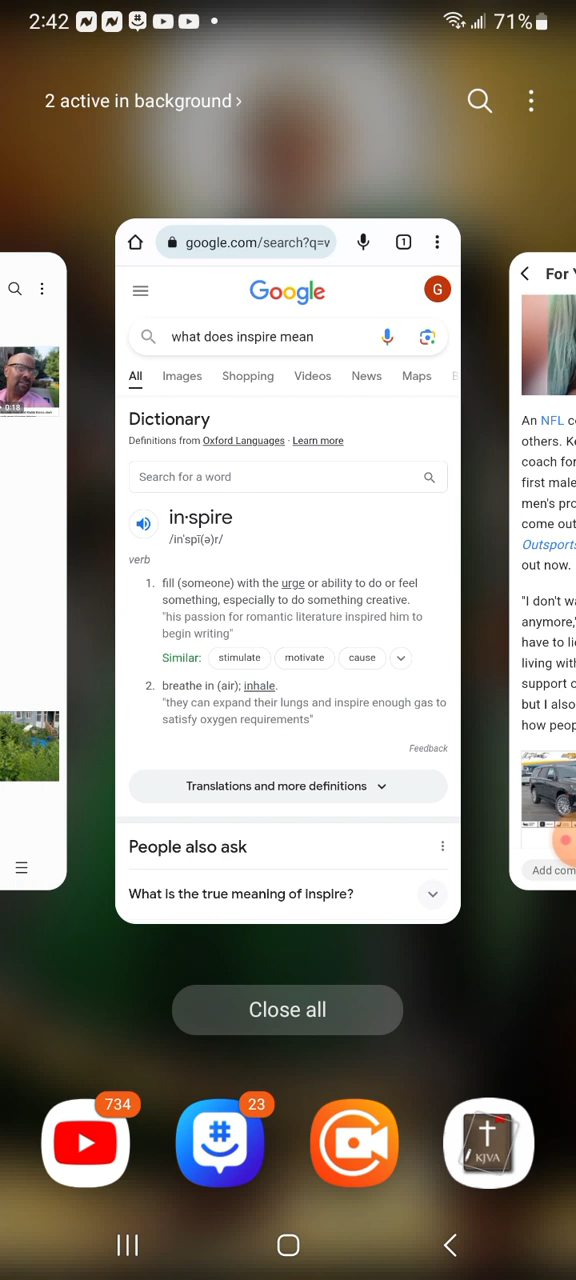 2:42
71%
2 active in background >
google.com/search?q=w
1
Google
G
what does inspire mean
All Images Shopping Videos News Maps B
Dictionary
Definitions from Oxford Languages · Learn more
Search for a word
in·spire
/inˈspī(ə)r/
verb
1. fill (someone) with the urge or ability to do or feel
something, especially to do something creative.
"his passion for romantic literature inspired him to
begin writing"
Similar: stimulate motivate cause
2. breathe in (air); inhale.
"they can expand their lungs and inspire enough gas to
satisfy oxygen requirements"
Feedback
Translations and more definitions
People also ask
What is the true meaning of inspire?
0:18
For Y
An NFL c
others. Ke
coach for
first male
men's pro
come out
Outsports
out now.
"I don't wa
anymore,"
have to lie
living with
support c
but I also
how peop
Add com
Close all
734
23
KJVA